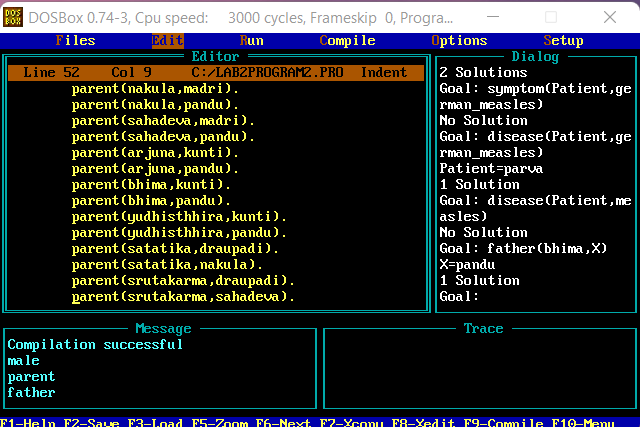 DOSBox 0.74-3, Cpu speed: 3000 cycles, Frameskip 0, Progra...
Files Edit Run Compile Options Setup
Editor
Line 52 Col 9 C:/LAB2PROGRAM2.PRO Indent
parent(nakula,madri).
parent(nakula,pandu).
parent(sahadeva,madri).
parent(sahadeva,pandu).
parent(arjuna,kunti).
parent(arjuna,pandu).
parent(bhima,kunti).
parent(bhima,pandu).
parent(yudhisthhira,kunti).
parent(yudhisthhira,pandu).
parent(satatika,draupadi).
parent(satatika,nakula).
parent(srutakarma,draupadi).
parent(srutakarma,sahadeva).
Dialog
2 Solutions
Goal: symptom(Patient,ge
rman_measles)
No Solution
Goal: disease(Patient,ge
rman_measles)
Patient=parva
1 Solution
Goal: disease(Patient,me
asles)
No Solution
Goal: father(bhima,X)
X=pandu
1 Solution
Goal:
Message
Compilation successful
male
parent
father
Trace
F1-Help F2-Save F3-Load F5-Zoom F6-Next F7-Xcopy F8-Xedit F9-Compile F10-Menu